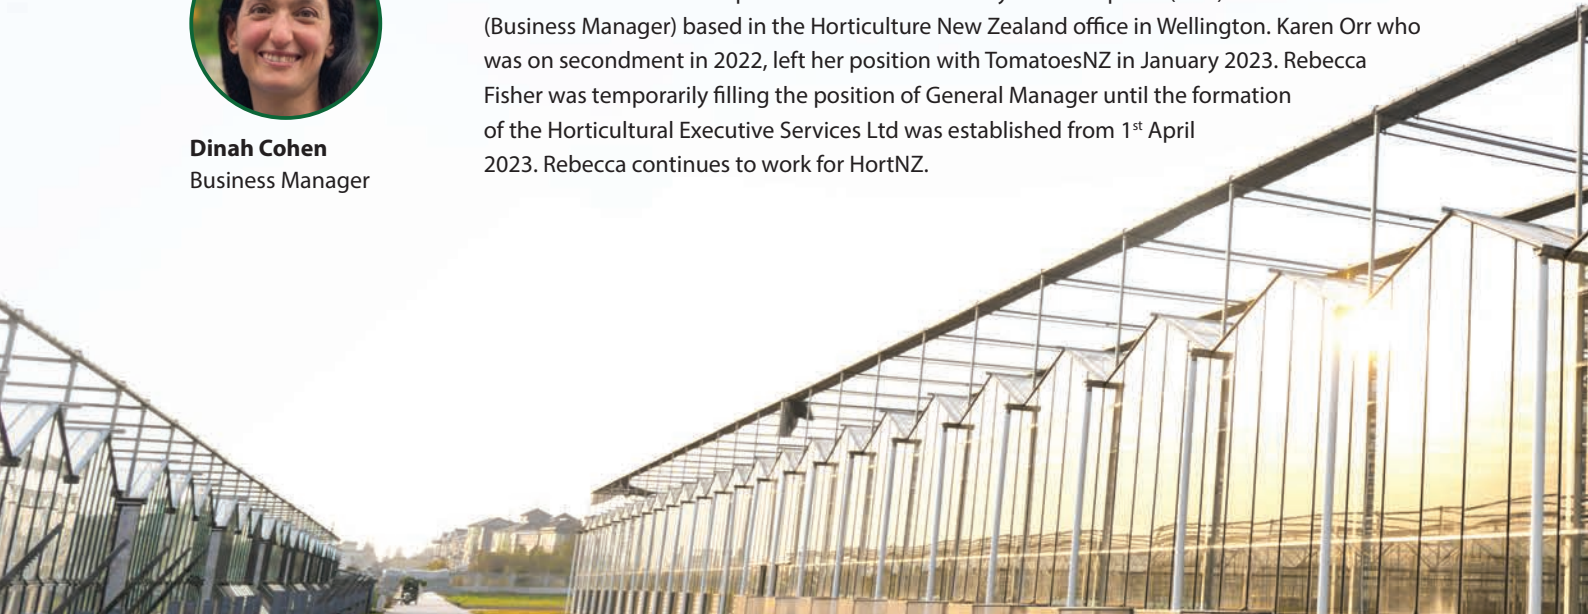 (Business Manager) based in the Horticulture New Zealand office in Wellington. Karen Orr who
was on secondment in 2022, left her position with TomatoesNZ in January 2023. Rebecca
Fisher was temporarily filling the position of General Manager until the formation
of the Horticultural Executive Services Ltd was established from 1st April
2023. Rebecca continues to work for HortNZ.
Dinah Cohen
Business Manager